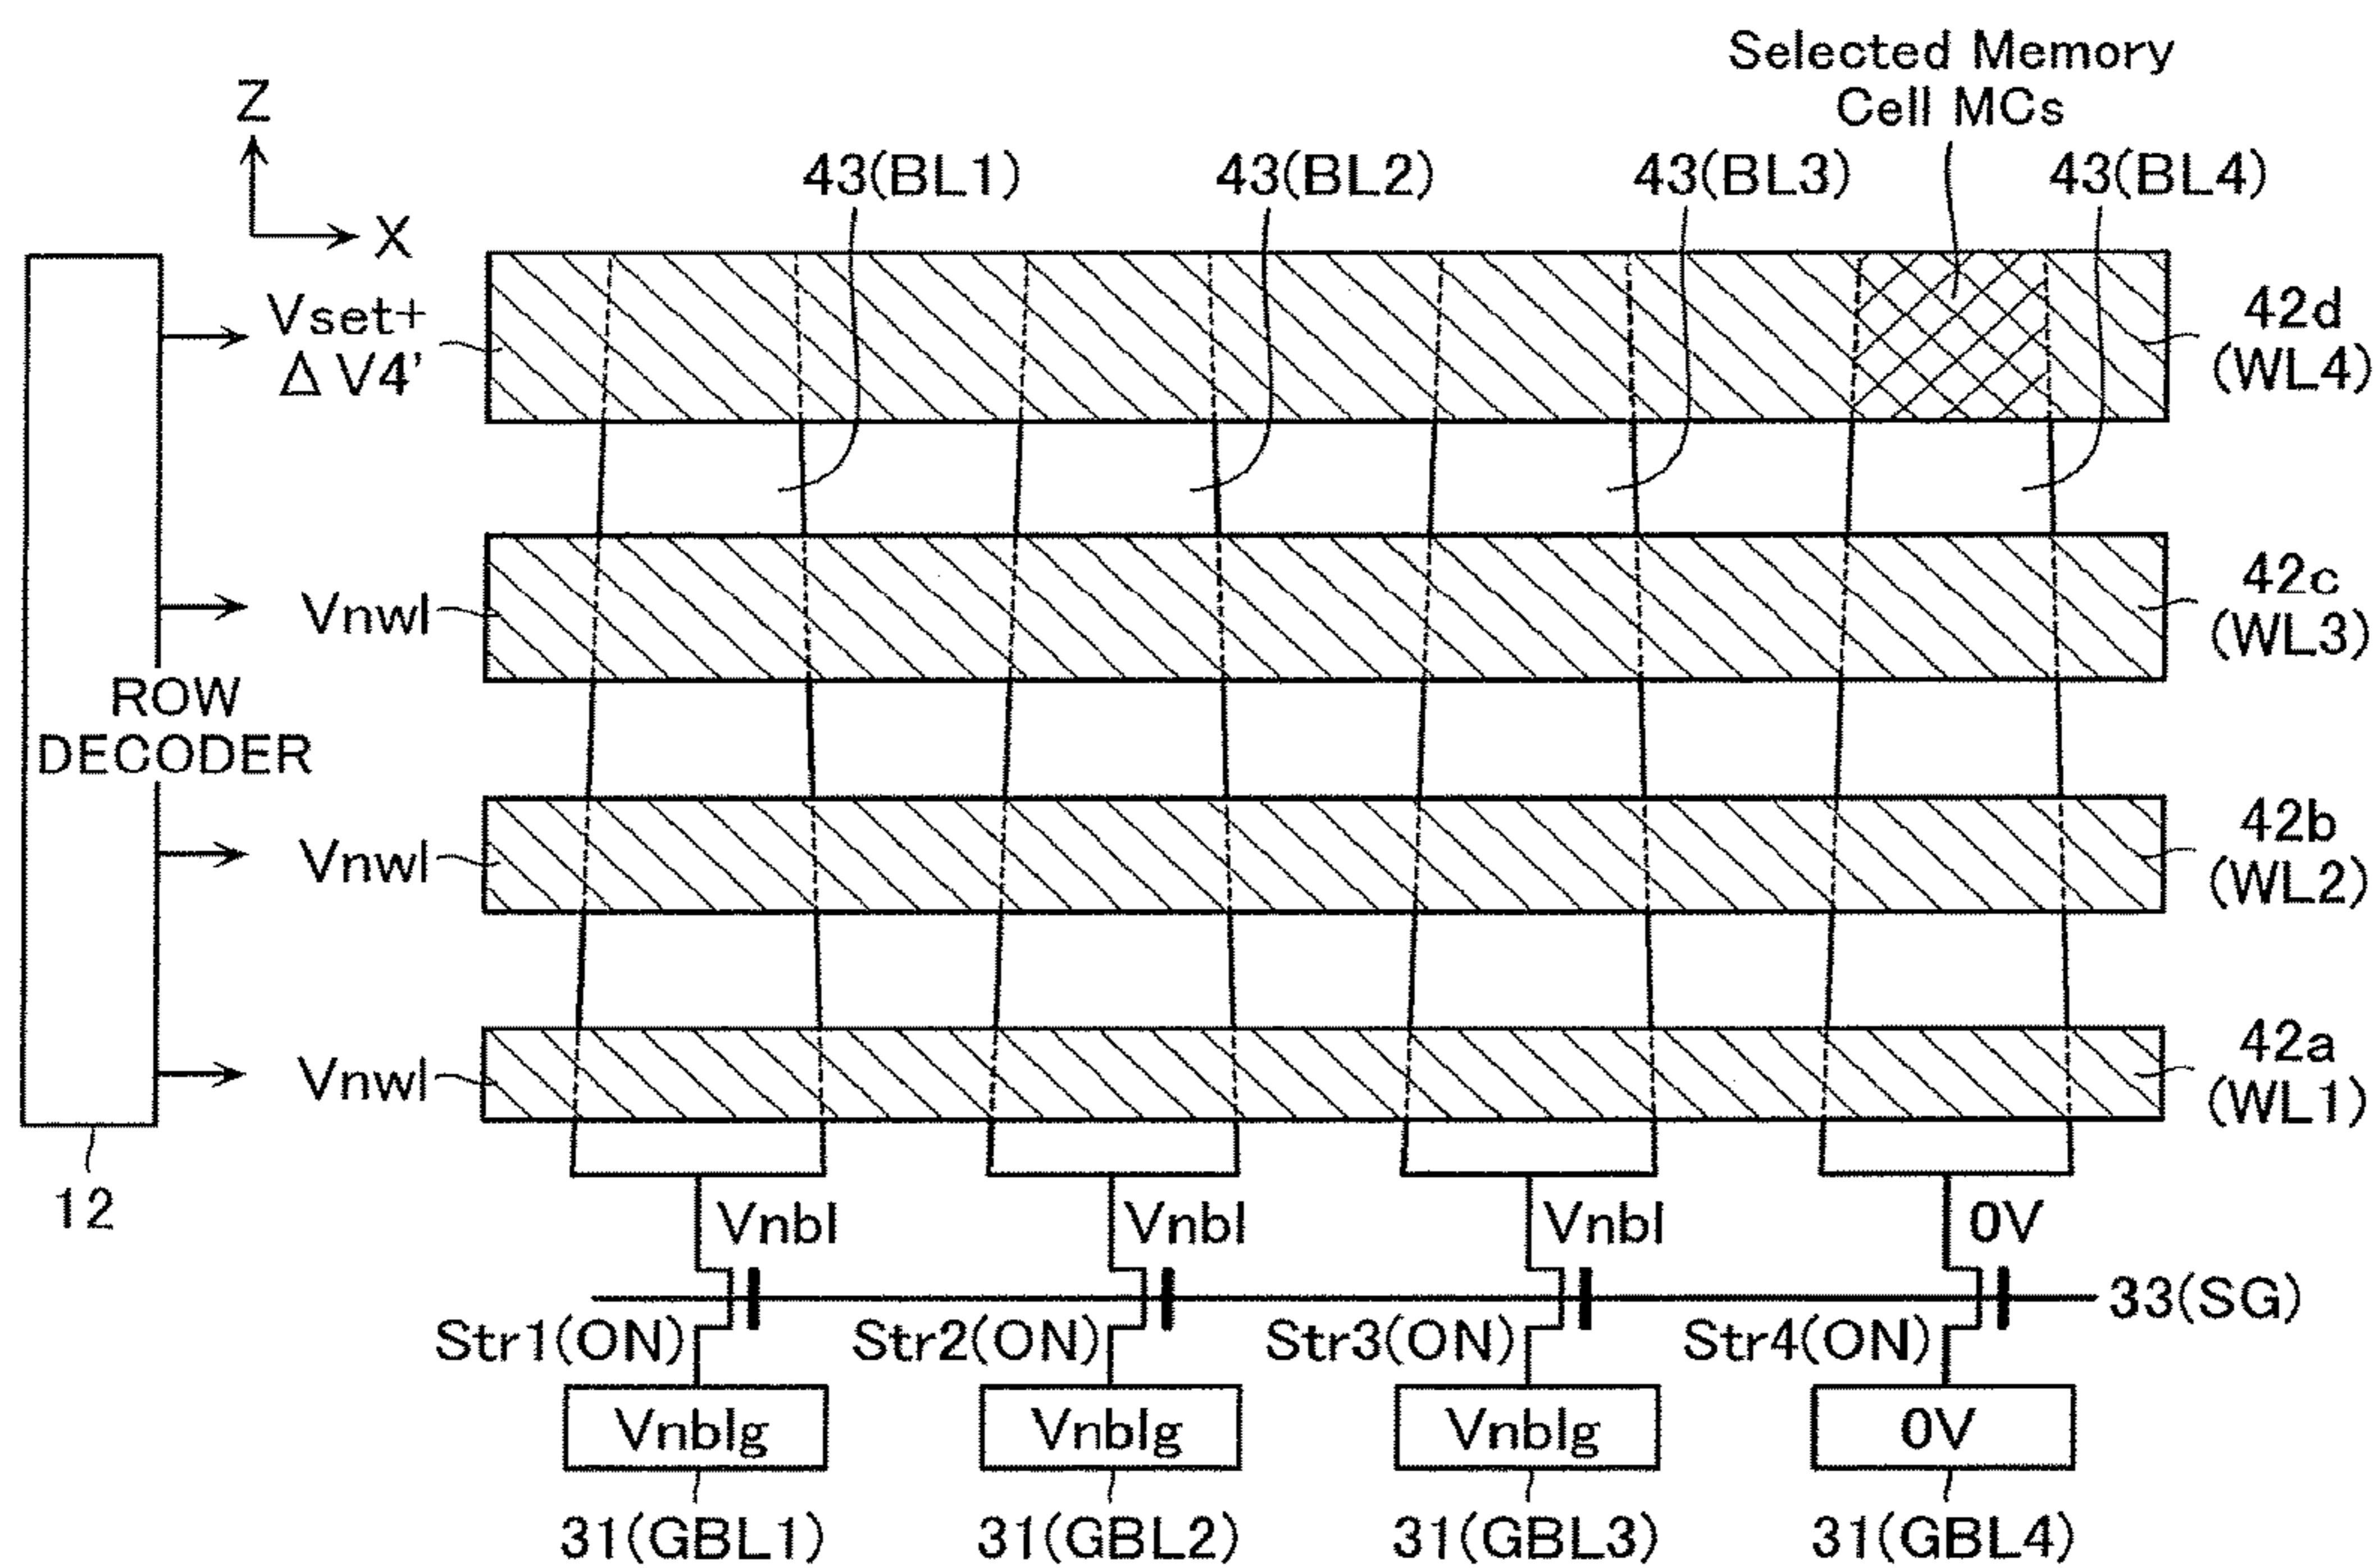 Selected Memory
Cell MCs
Z
X
43(BL1)
43(BL2)
43(BL3)
43(BL4)
Vset+
Δ V4'
42d
(WL4)
Vnwl
42c
(WL3)
ROW
DECODER
Vnwl
42b
(WL2)
Vnwl
42a
(WL1)
12
Vnbl
Vnbl
Vnbl
0V
Str1(ON)
Str2(ON)
Str3(ON)
Str4(ON)
33(SG)
Vnblg
Vnblg
Vnblg
0V
31(GBL1)
31(GBL2)
31(GBL3)
31(GBL4)